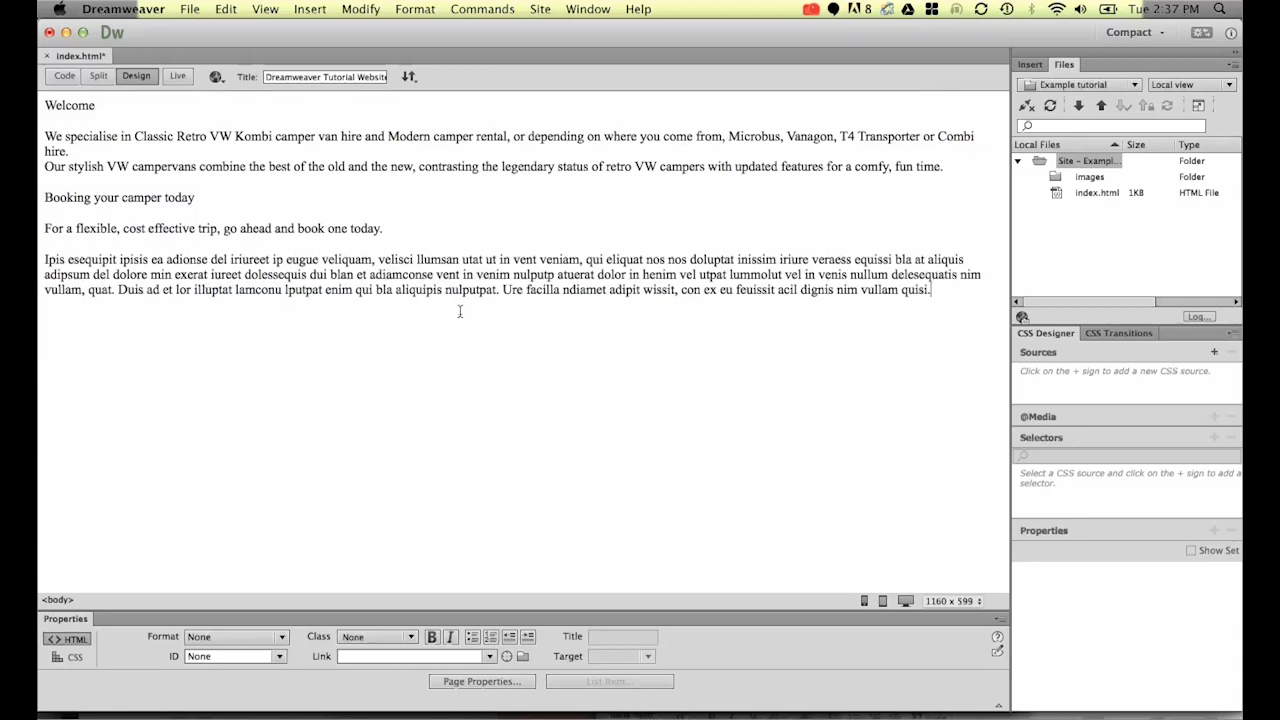 Dreamweaver File Edit View Insert Modify Format Commands Site Window Help 8 Tue 2:37 PM
Dw Compact
index.html*
Code Split Design Live Title: Dreamweaver Tutorial Website
Welcome
We specialise in Classic Retro VW Kombi camper van hire and Modern camper rental, or depending on where you come from, Microbus, Vanagon, T4 Transporter or Combi
hire.
Our stylish VW campervans combine the best of the old and the new, contrasting the legendary status of retro VW campers with updated features for a comfy, fun time.
Booking your camper today
For a flexible, cost effective trip, go ahead and book one today.
Ipis esequipit ipisis ea adionse del iriureet ip eugue veliquam, velisci llumsan utat ut in vent veniam, qui eliquat nos nos doluptat inissim iriure veraess equissi bla at aliquis
adipsum del dolore min exerat iureet dolessequis dui blan et adiamconse vent in venim nulputp atuerat dolor in henim vel utpat lummolut vel in venis nullum delesequatis nim
vullam, quat. Duis ad et lor illuptat lamconu lputpat enim qui bla aliquipis nulputpat. Ure facilla ndiamet adipit wissit, con ex eu feuissit acil dignis nim vullam quisi.
Insert Files
Example tutorial Local view
Local Files Size Type
Site - Exampl... Folder
images Folder
index.html 1KB HTML File
Log...
CSS Designer CSS Transitions
Sources
Click on the + sign to add a new CSS source.
@Media
Selectors
Select a CSS source and click on the + sign to add a
selector.
Properties
Show Set
<body> 1160 x 599
Properties
<> HTML Format None Class None B I Title
CSS ID None Link Target
Page Properties... List Item...